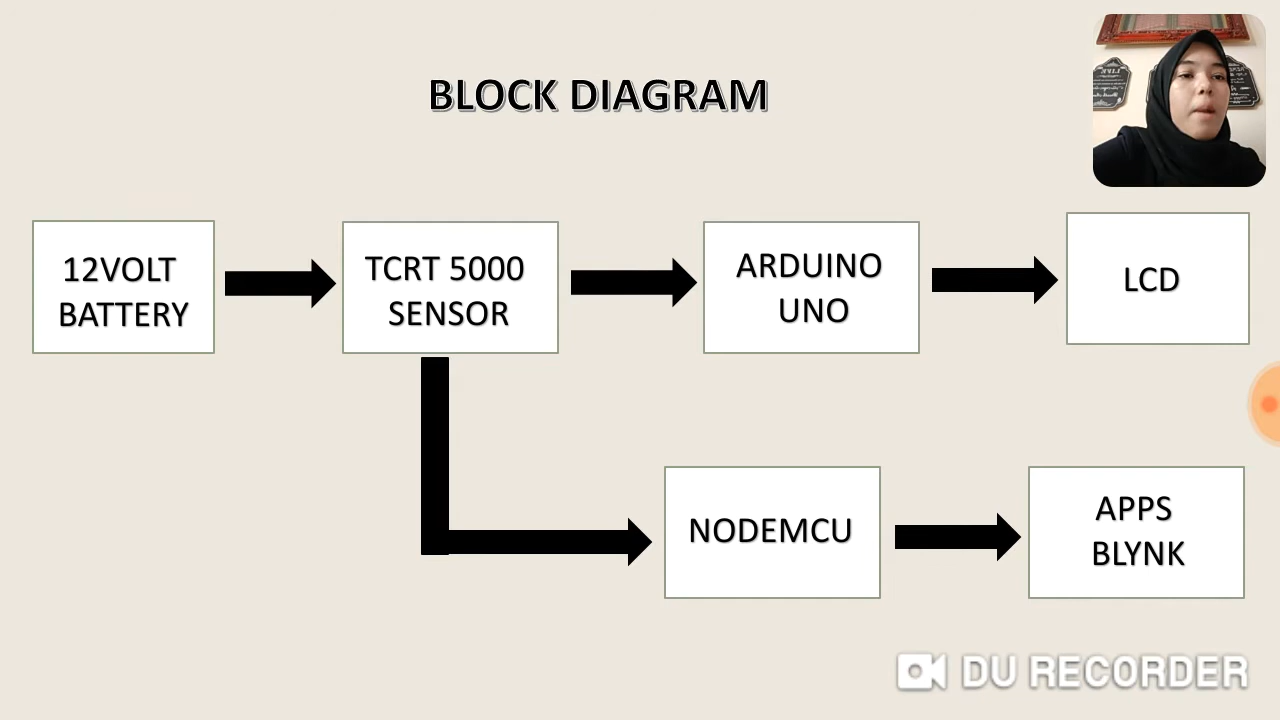 BLOCK DIAGRAM
12VOLT
BATTERY
TCRT 5000
SENSOR
ARDUINO
UNO
LCD
NODEMCU
APPS
BLYNK
DU RECORDER